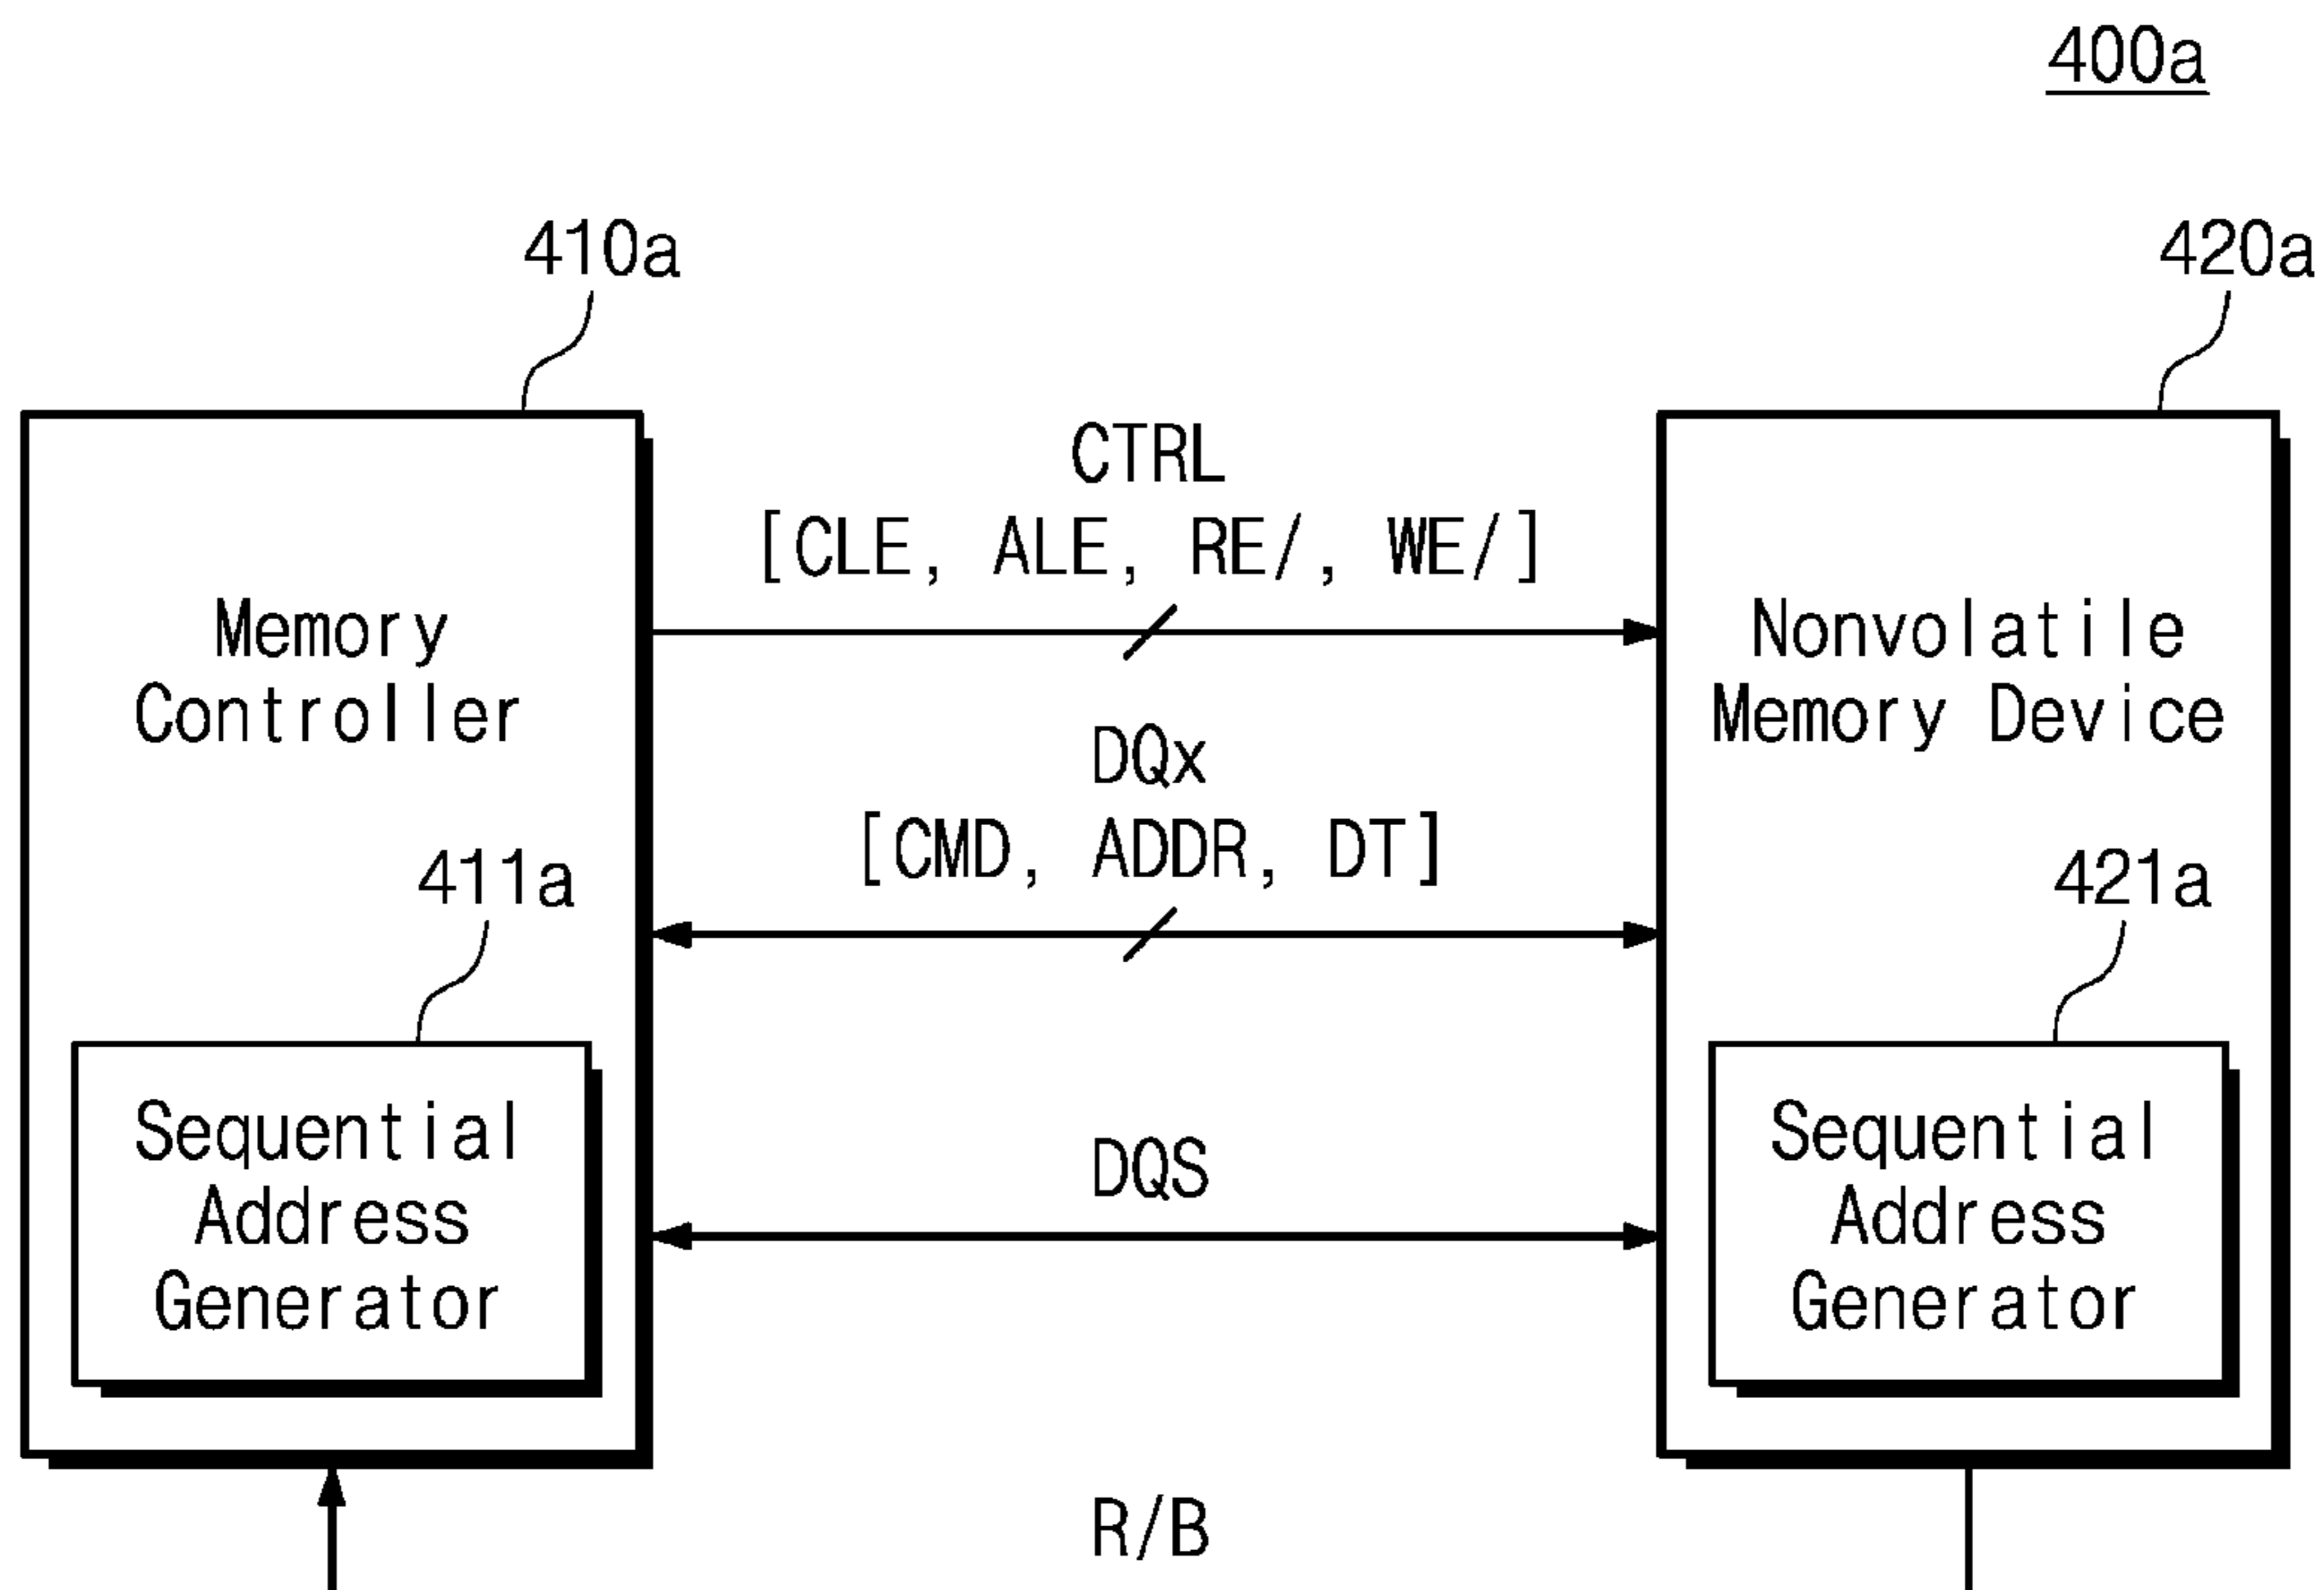 400a
410a
420a
CTRL
[CLE, ALE, RE/, WE/]
Memory
Controller
Nonvolatile
Memory Device
DQx
[CMD, ADDR, DT]
411a
421a
Sequential
Address
Generator
DQS
Sequential
Address
Generator
R/B